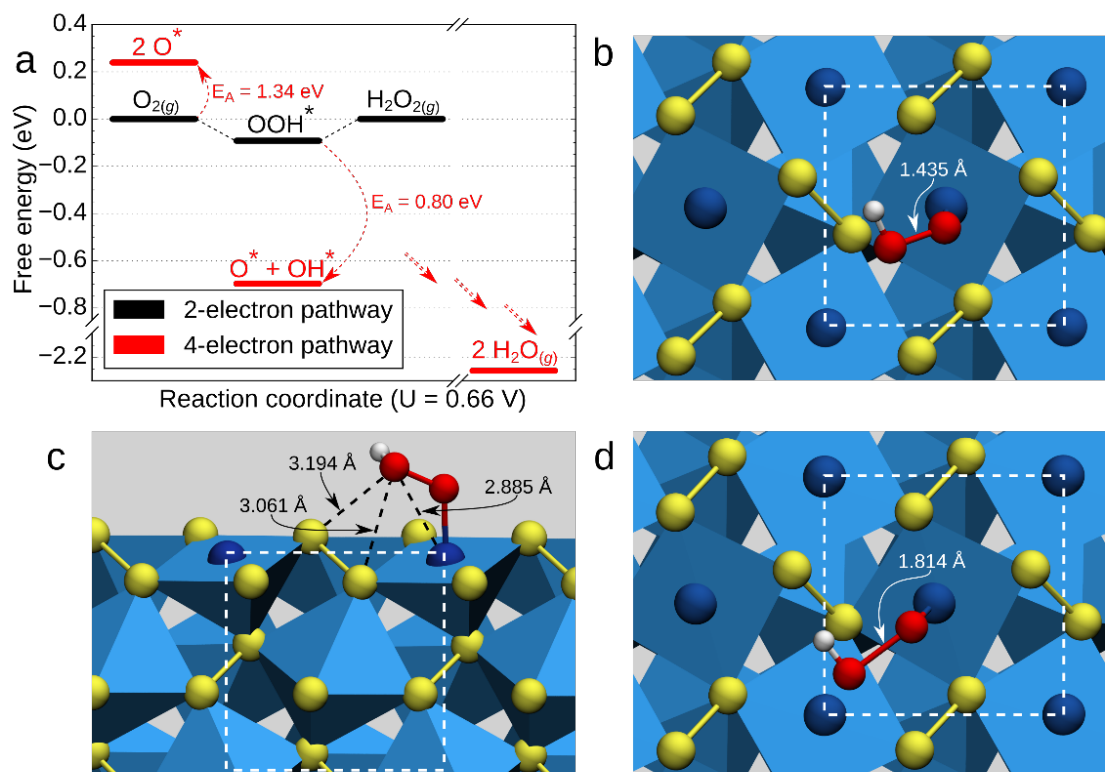 a
Free energy (eV)
0.4
0.2
0.0
−0.2
−0.4
−0.6
−0.8
−2.2
2 O*
E_A = 1.34 eV
O2(g)
OOH*
H2O2(g)
E_A = 0.80 eV
O* + OH*
2-electron pathway
4-electron pathway
2 H2O(g)
Reaction coordinate (U = 0.66 V)
b
1.435 Å
c
3.194 Å
3.061 Å
2.885 Å
d
1.814 Å